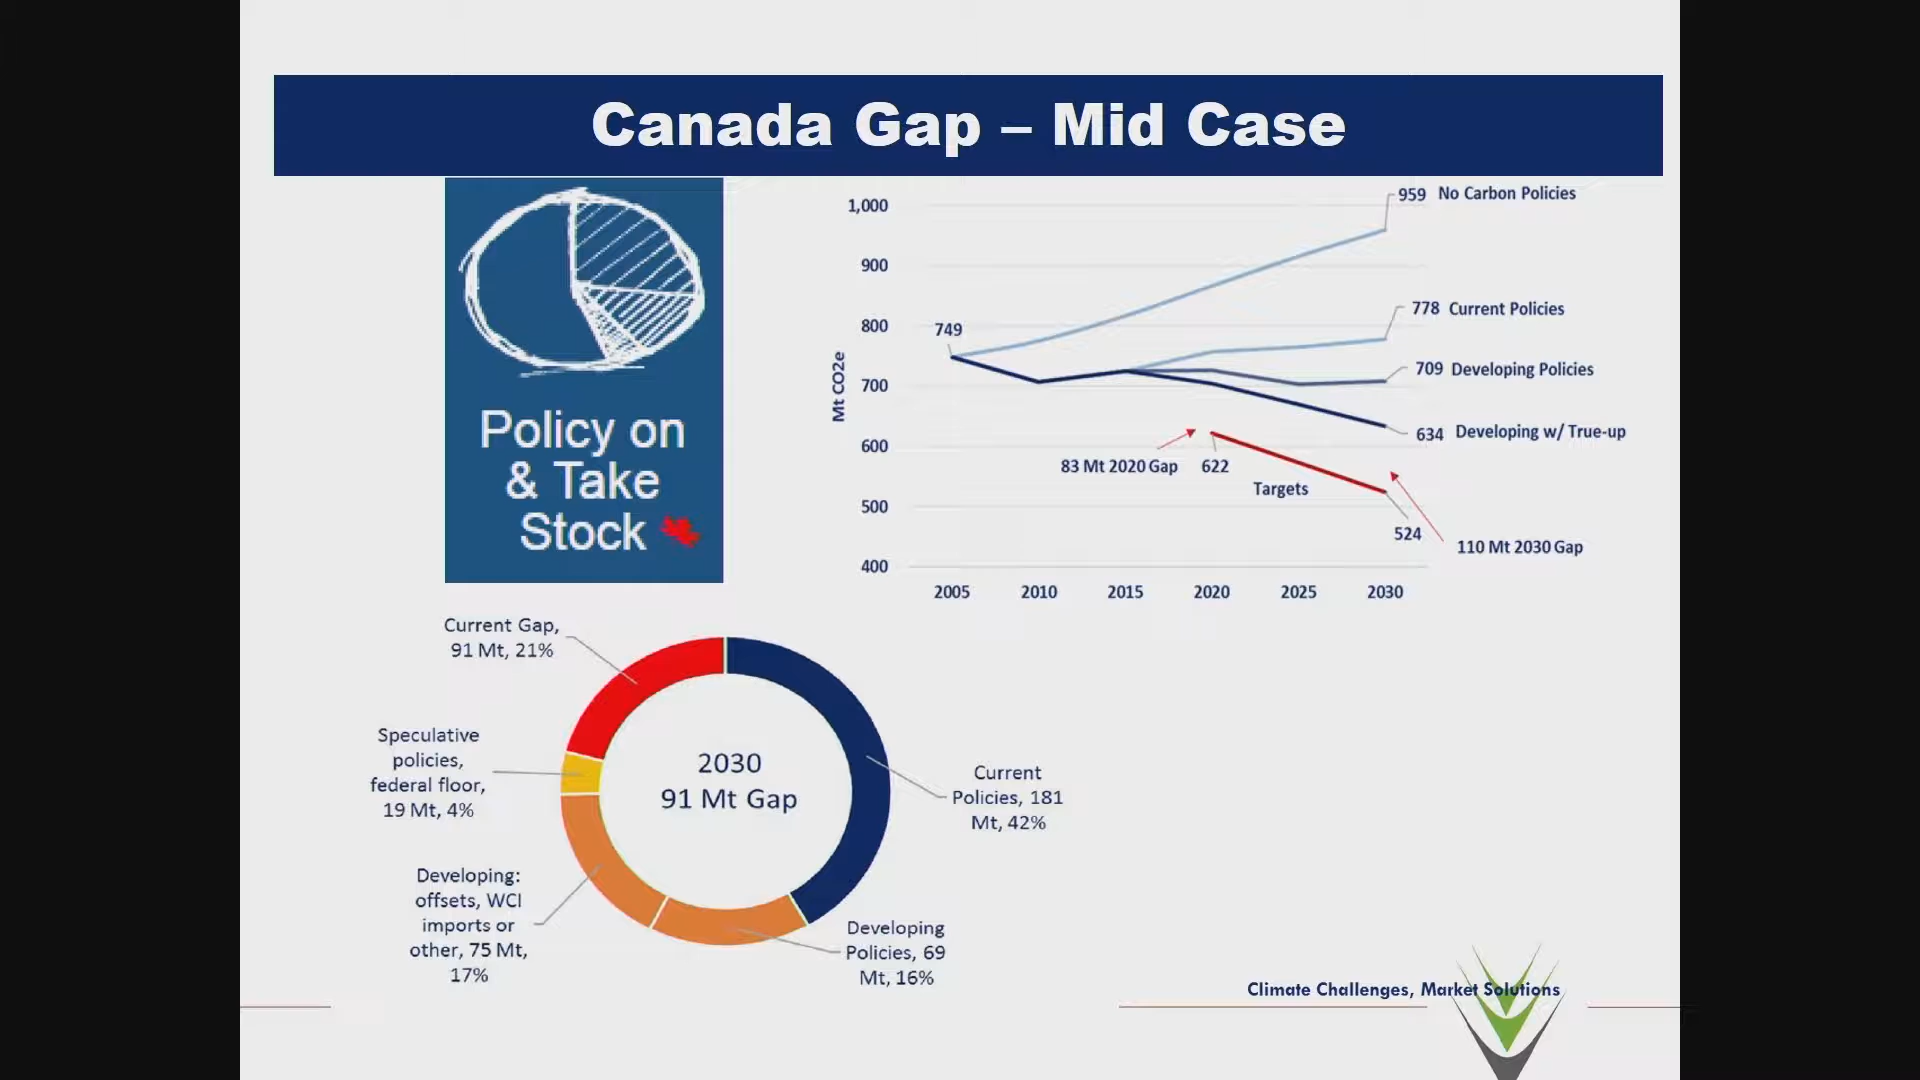 Canada Gap – Mid Case
Policy on
& Take
Stock
1,000
900
800
700
600
500
400
Mt CO2e
2005 2010 2015 2020 2025 2030
749
959 No Carbon Policies
778 Current Policies
709 Developing Policies
634 Developing w/ True-up
83 Mt 2020 Gap 622
Targets
524
110 Mt 2030 Gap
Current Gap,
91 Mt, 21%
Speculative
policies,
federal floor,
19 Mt, 4%
2030
91 Mt Gap
Current
Policies, 181
Mt, 42%
Developing:
offsets, WCI
imports or
other, 75 Mt,
17%
Developing
Policies, 69
Mt, 16%
Climate Challenges, Market Solutions